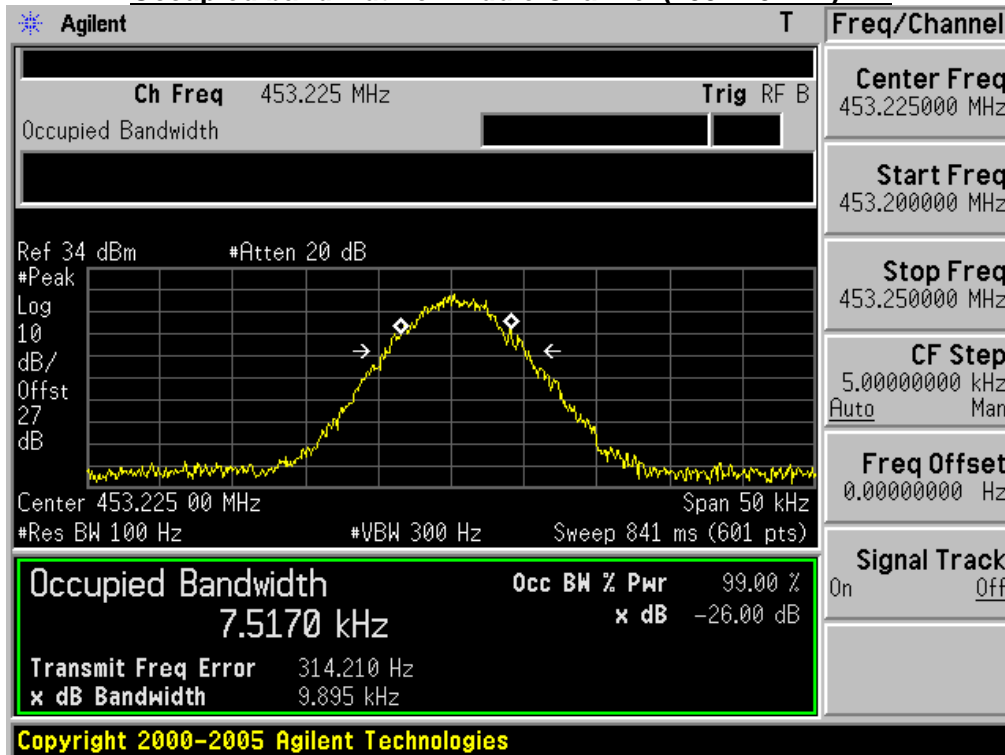 Agilent T Freq/Channel
Ch Freq 453.225 MHz Trig RF B
Occupied Bandwidth
Center Freq
453.225000 MHz
Start Freq
453.200000 MHz
Stop Freq
453.250000 MHz
CF Step
5.00000000 kHz
Auto Man
Freq Offset
0.00000000 Hz
Signal Track
On Off
Ref 34 dBm #Atten 20 dB
#Peak
Log
10
dB/
Offst
27
dB
Center 453.225 00 MHz Span 50 kHz
#Res BW 100 Hz #VBW 300 Hz Sweep 841 ms (601 pts)
Occupied Bandwidth Occ BW % Pwr 99.00 %
7.5170 kHz x dB -26.00 dB
Transmit Freq Error 314.210 Hz
x dB Bandwidth 9.895 kHz
Copyright 2000-2005 Agilent Technologies